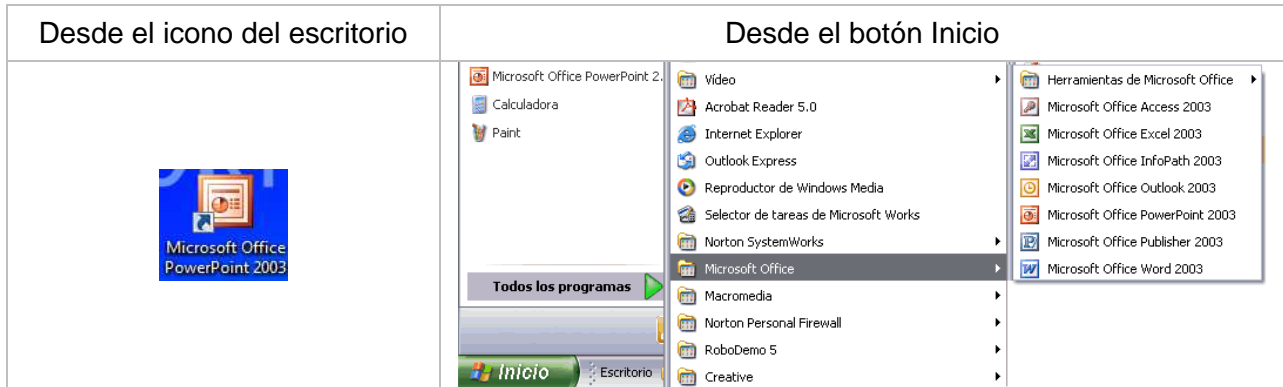 Desde el icono del escritorio
Desde el botón Inicio
Microsoft Office
PowerPoint 2003
Microsoft Office PowerPoint 2.
Calculadora
Paint
Todos los programas
Inicio
Escritorio
Vídeo
Acrobat Reader 5.0
Internet Explorer
Outlook Express
Reproductor de Windows Media
Selector de tareas de Microsoft Works
Norton SystemWorks
Microsoft Office
Macromedia
Norton Personal Firewall
RoboDemo 5
Creative
Herramientas de Microsoft Office
Microsoft Office Access 2003
Microsoft Office Excel 2003
Microsoft Office InfoPath 2003
Microsoft Office Outlook 2003
Microsoft Office PowerPoint 2003
Microsoft Office Publisher 2003
Microsoft Office Word 2003